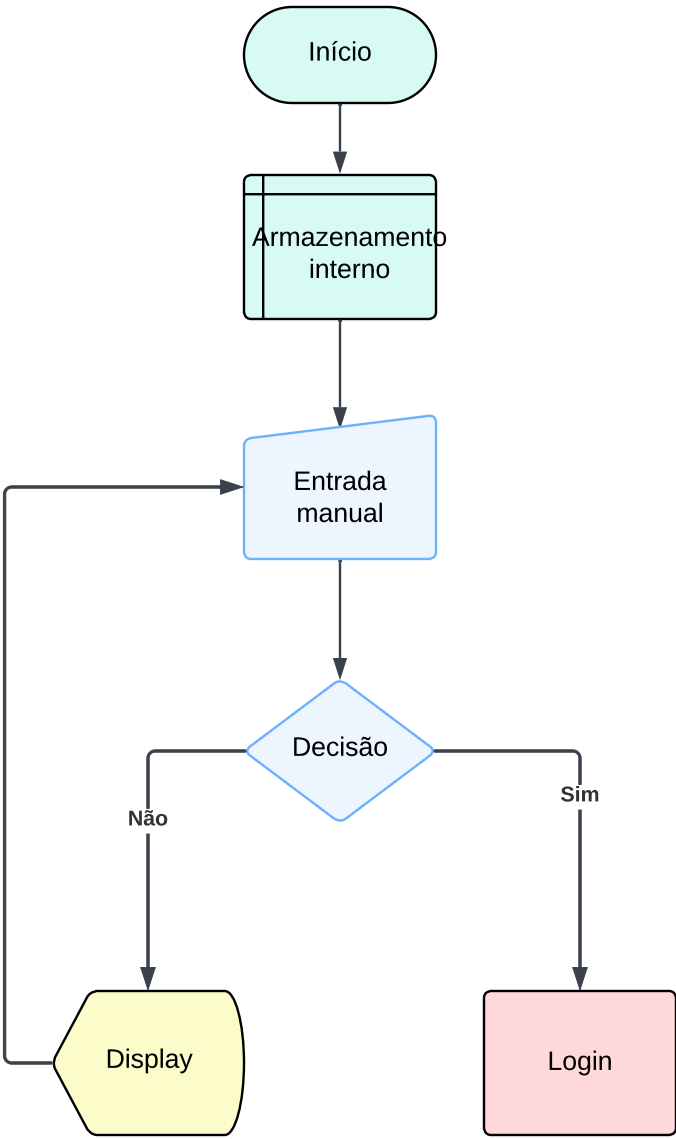 Início
Armazenamento
interno
Entrada
manual
Decisão
Sim
Não
Display
Login